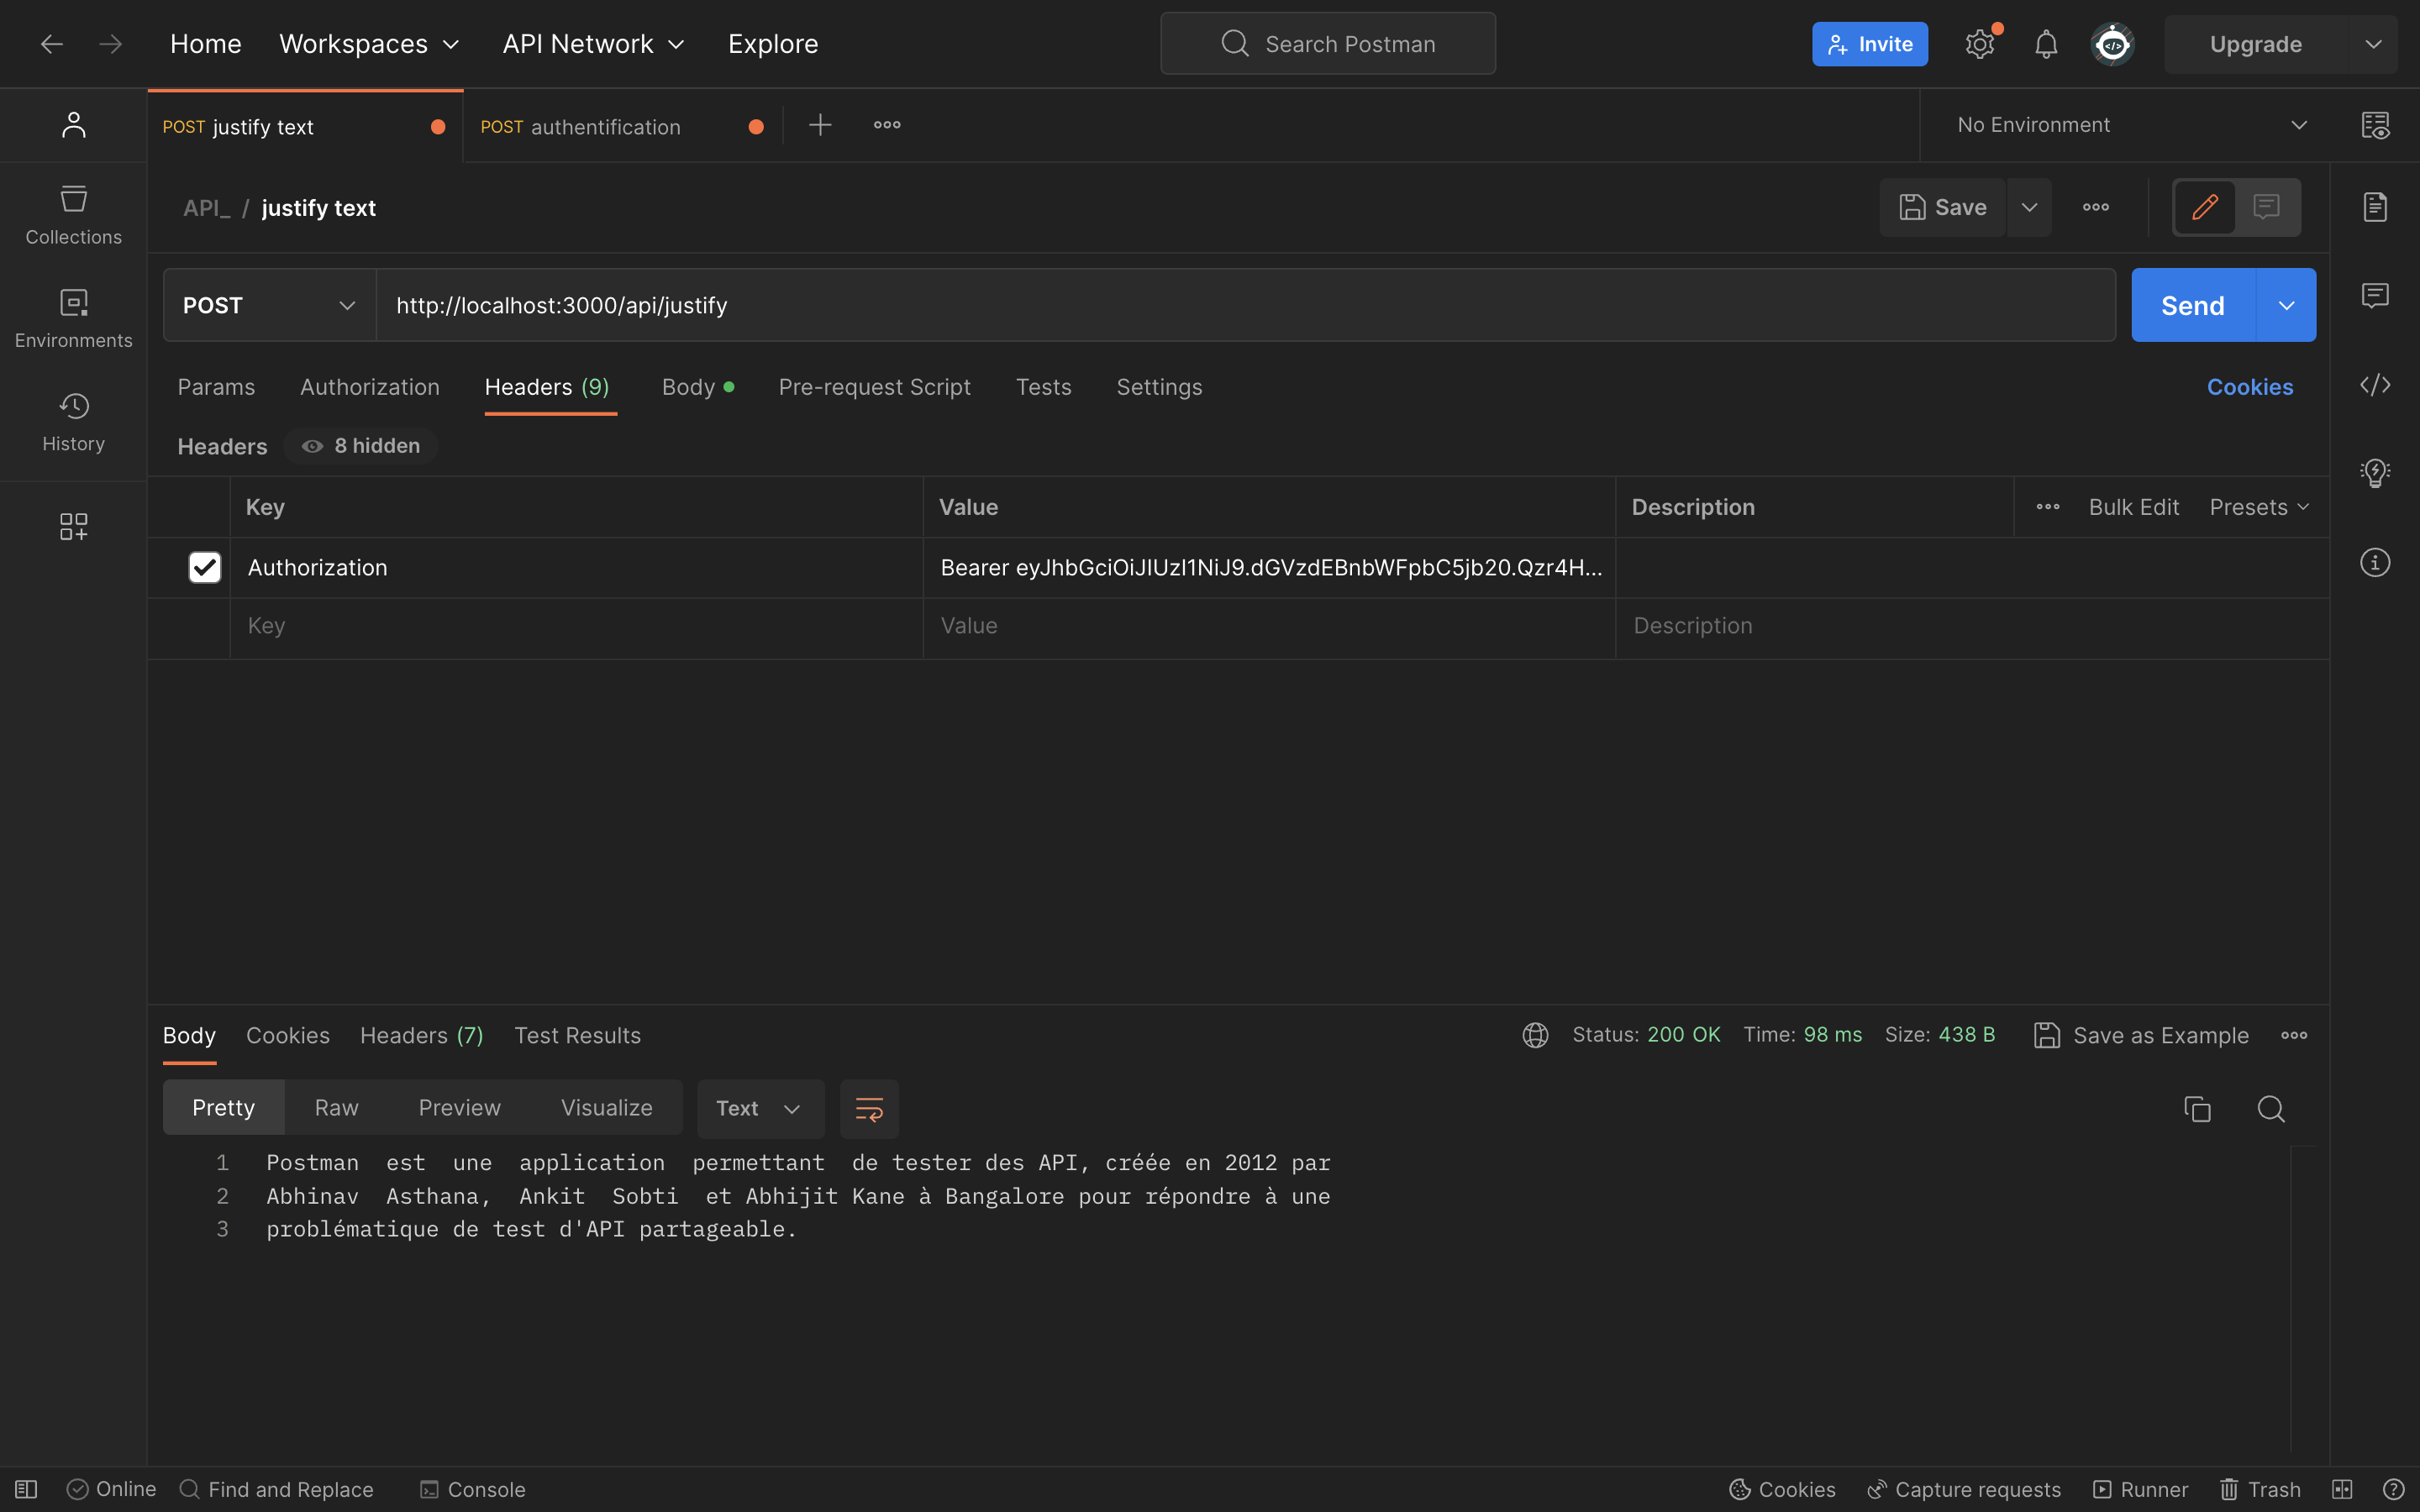 Home Workspaces API Network Explore Search Postman Invite Upgrade
POST justify text POST authentification No Environment
API_ / justify text Save
Collections
Environments
History
POST http://localhost:3000/api/justify Send
Params Authorization Headers (9) Body Pre-request Script Tests Settings Cookies
Headers 8 hidden
Key Value Description Bulk Edit Presets
Authorization Bearer eyJhbGciOiJIUzI1NiJ9.dGVzdEBnbWFpbC5jb20.Qzr4H...
Key Value Description
Body Cookies Headers (7) Test Results Status: 200 OK Time: 98 ms Size: 438 B Save as Example
Pretty Raw Preview Visualize Text
1 Postman  est  une  application  permettant  de tester des API, créée en 2012 par
2 Abhinav  Asthana,  Ankit  Sobti  et Abhijit Kane à Bangalore pour répondre à une
3 problématique de test d'API partageable.
Online Find and Replace Console Cookies Capture requests Runner Trash